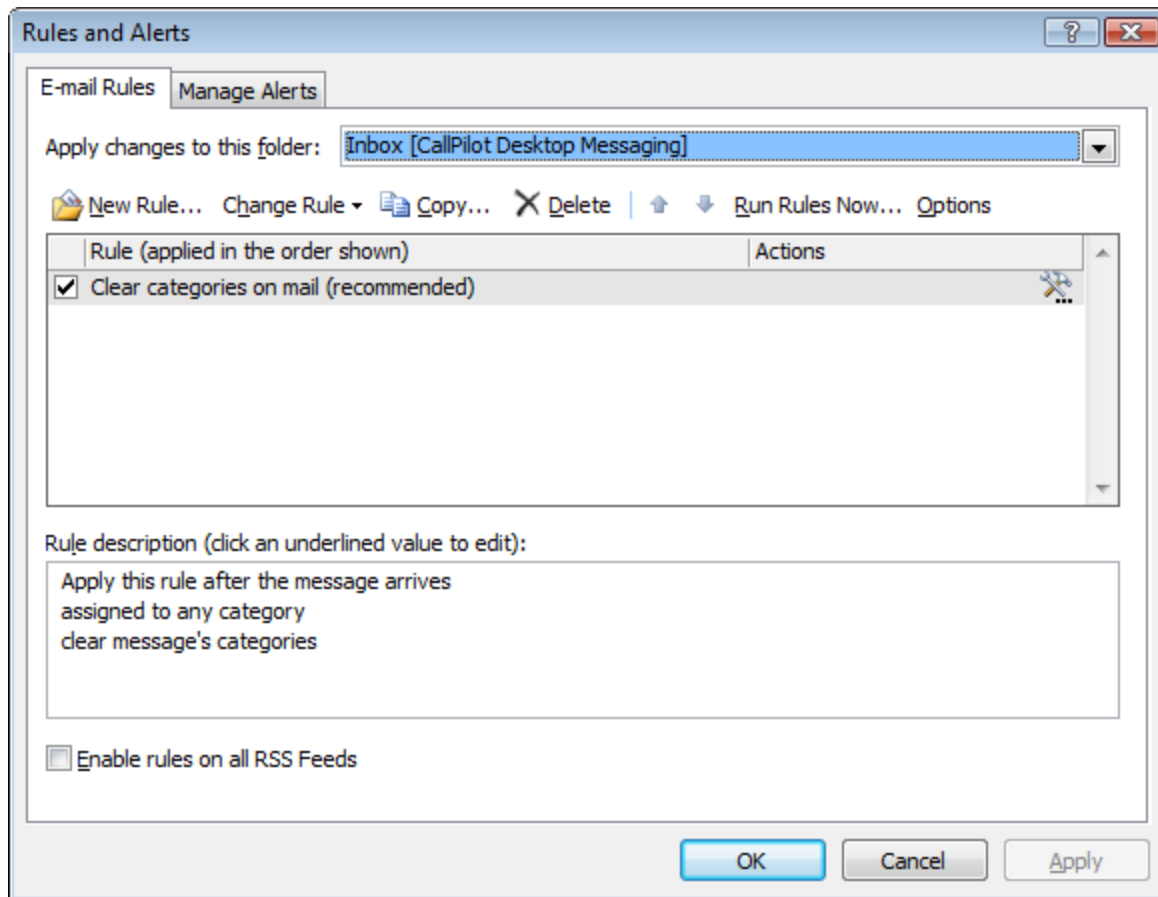 Rules and Alerts
E-mail Rules
Manage Alerts
Apply changes to this folder: Inbox [CallPilot Desktop Messaging]
New Rule... Change Rule Copy... Delete Run Rules Now... Options
Rule (applied in the order shown) Actions
Clear categories on mail (recommended)
Rule description (click an underlined value to edit):
Apply this rule after the message arrives
assigned to any category
clear message's categories
Enable rules on all RSS Feeds
OK Cancel Apply